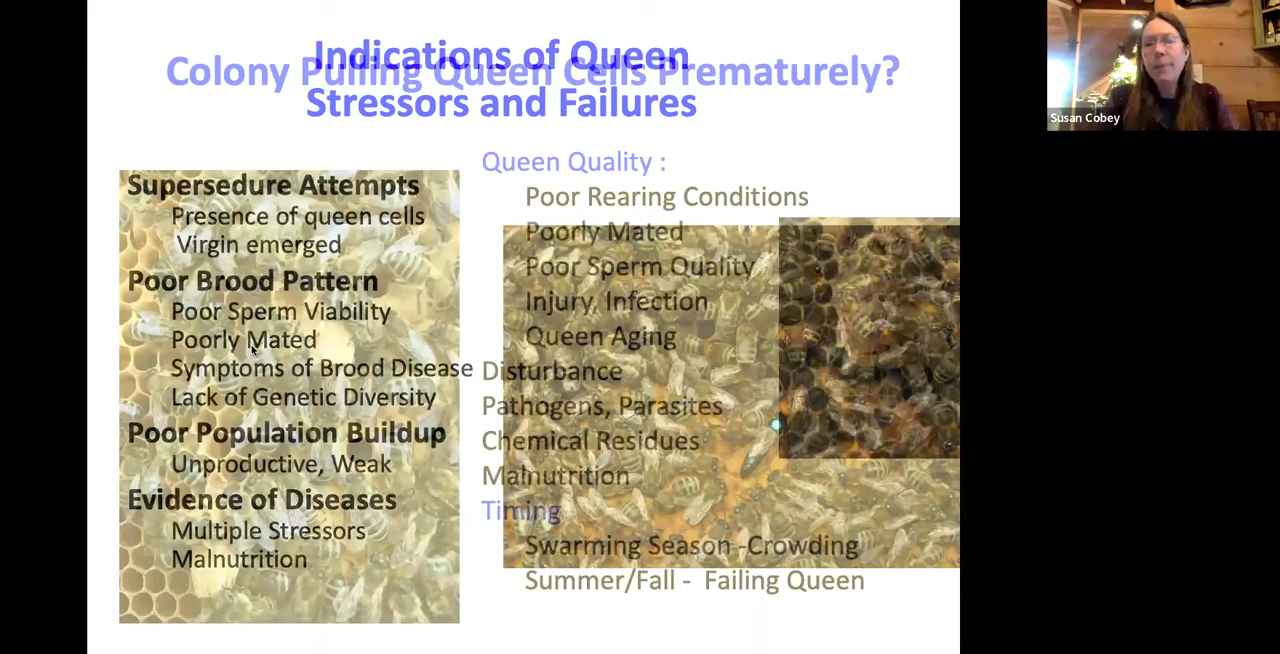 Indications of Queen
Colony Pulling Queen Cells Prematurely?
Stressors and Failures
Supersedure Attempts
Presence of queen cells
Virgin emerged
Poor Brood Pattern
Poor Sperm Viability
Poorly Mated
Symptoms of Brood Disease
Lack of Genetic Diversity
Poor Population Buildup
Unproductive, Weak
Evidence of Diseases
Multiple Stressors
Malnutrition
Queen Quality :
Poor Rearing Conditions
Poorly Mated
Poor Sperm Quality
Injury, Infection
Queen Aging
Disturbance
Pathogens, Parasites
Chemical Residues
Malnutrition
Timing
Swarming Season -Crowding
Summer/Fall - Failing Queen
Susan Cobey